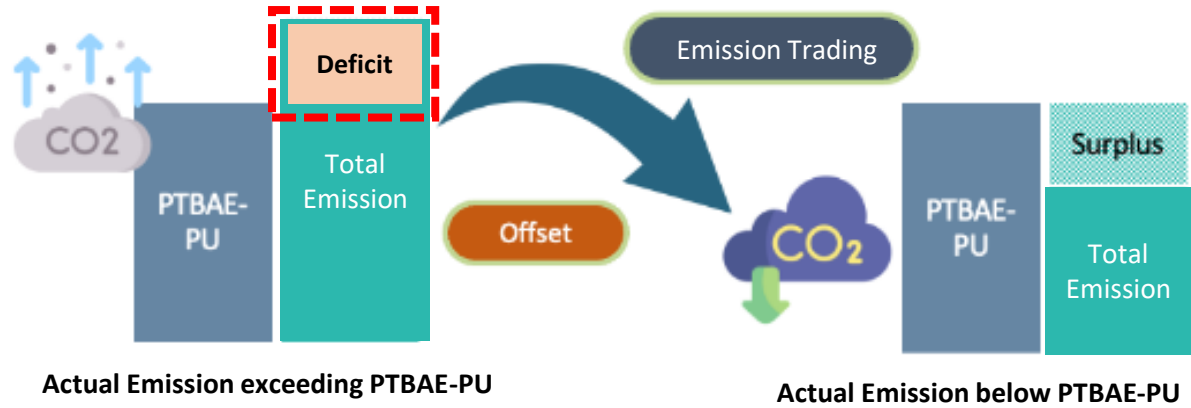 Deficit
Emission Trading
CO2
Total
Emission
PTBAE-
PU
Offset
CO₂
PTBAE-
PU
Surplus
Total
Emission
Actual Emission exceeding PTBAE-PU
Actual Emission below PTBAE-PU